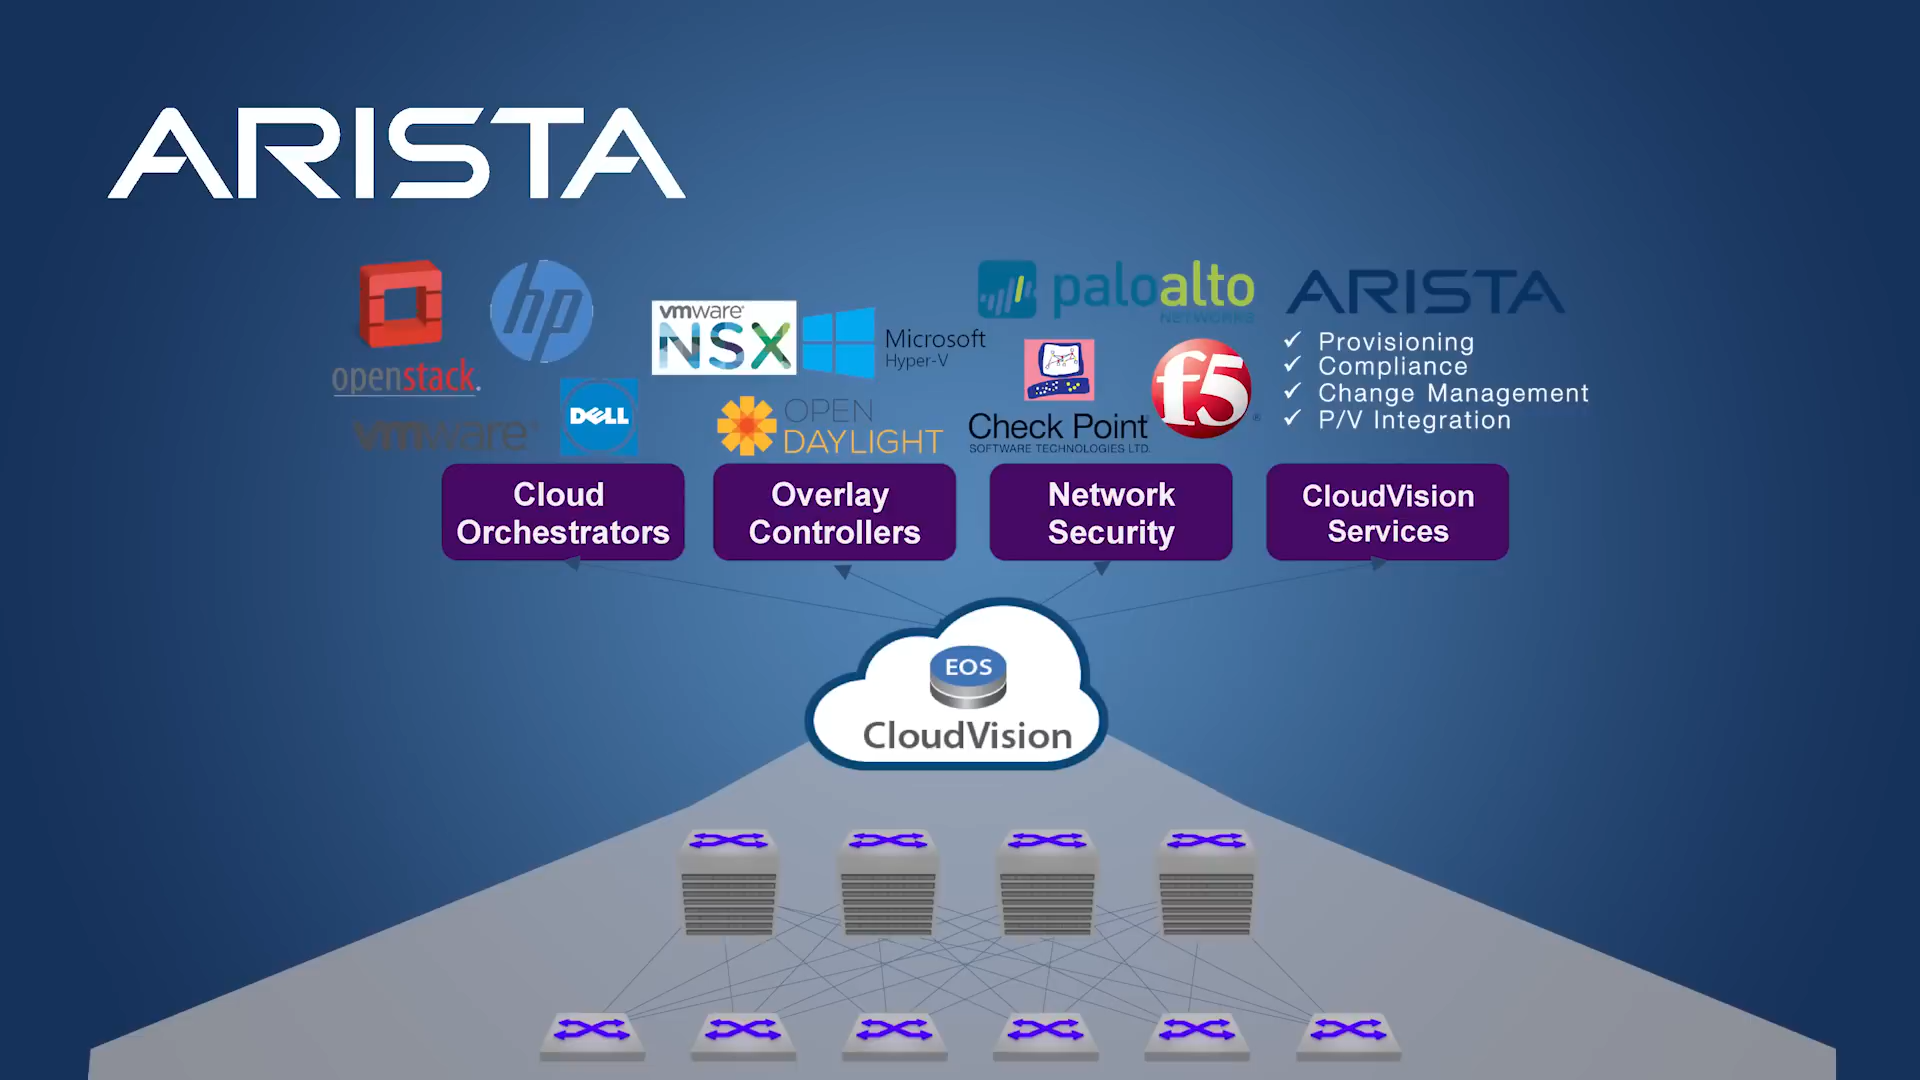 ARISTA
openstack.
hp
vmware®
DELL
vmware®
NSX
Microsoft
Hyper-V
OPEN
DAYLIGHT
paloalto
NETWORKS
Check Point
SOFTWARE TECHNOLOGIES LTD.
f5
®
ARISTA
✓ Provisioning
✓ Compliance
✓ Change Management
✓ P/V Integration
Cloud
Orchestrators
Overlay
Controllers
Network
Security
CloudVision
Services
EOS
CloudVision